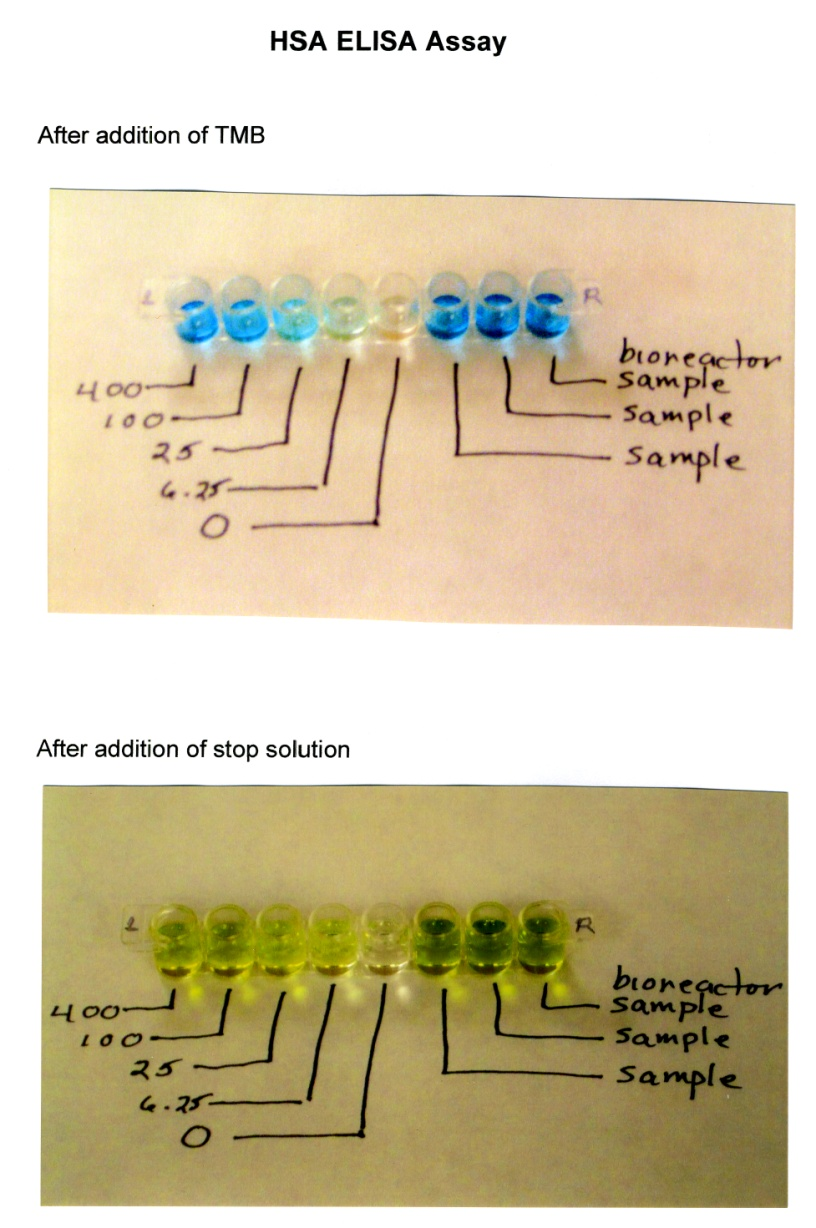 HSA ELISA Assay
After addition of TMB
R
bioreactor
400 sample
100 sample
25 sample
6.25
0
After addition of stop solution
R
bioreactor
400 sample
100 sample
25 sample
6.25
0